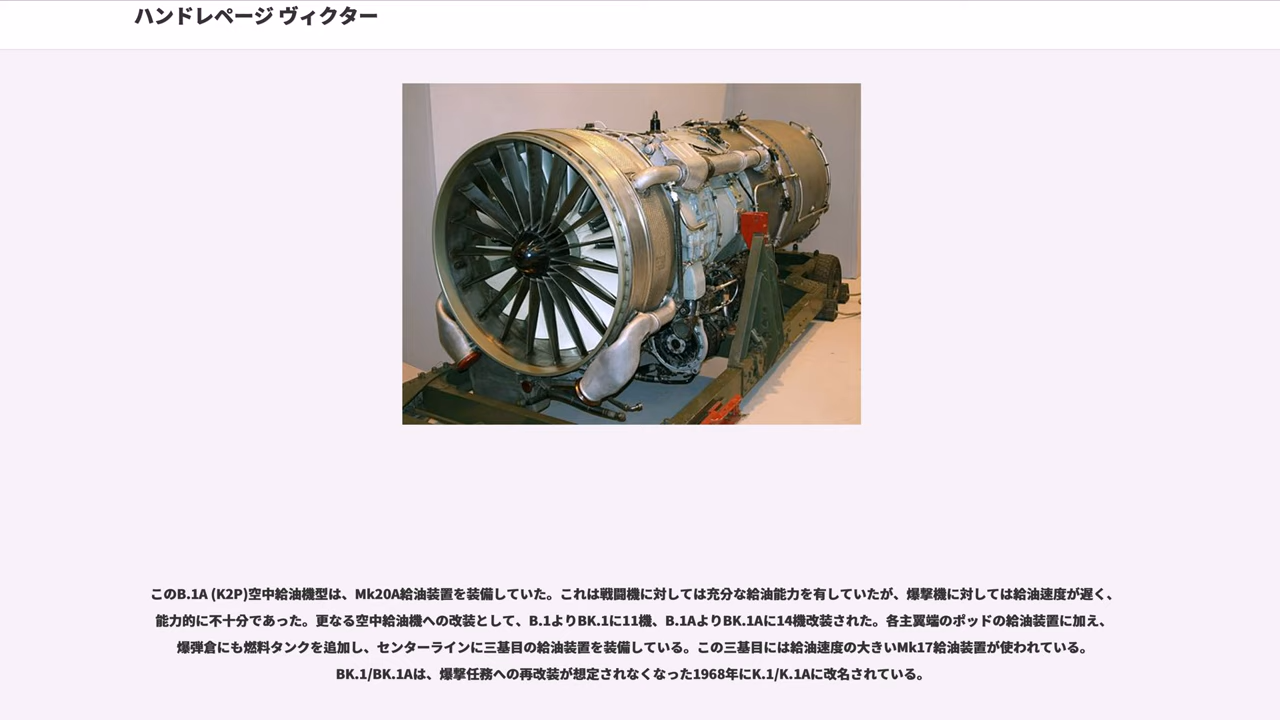 ハンドレページ ヴィクター
このB.1A (K2P)空中給油機型は、Mk20A給油装置を装備していた。これは戦闘機に対しては充分な給油能力を有していたが、爆撃機に対しては給油速度が遅く、
能力的に不十分であった。更なる空中給油機への改装として、B.1よりBK.1に11機、B.1AよりBK.1Aに14機改装された。各主翼端のポッドの給油装置に加え、
爆弾倉にも燃料タンクを追加し、センターラインに三基目の給油装置を装備している。この三基目には給油速度の大きいMk17給油装置が使われている。
BK.1/BK.1Aは、爆撃任務への再改装が想定されなくなった1968年にK.1/K.1Aに改名されている。